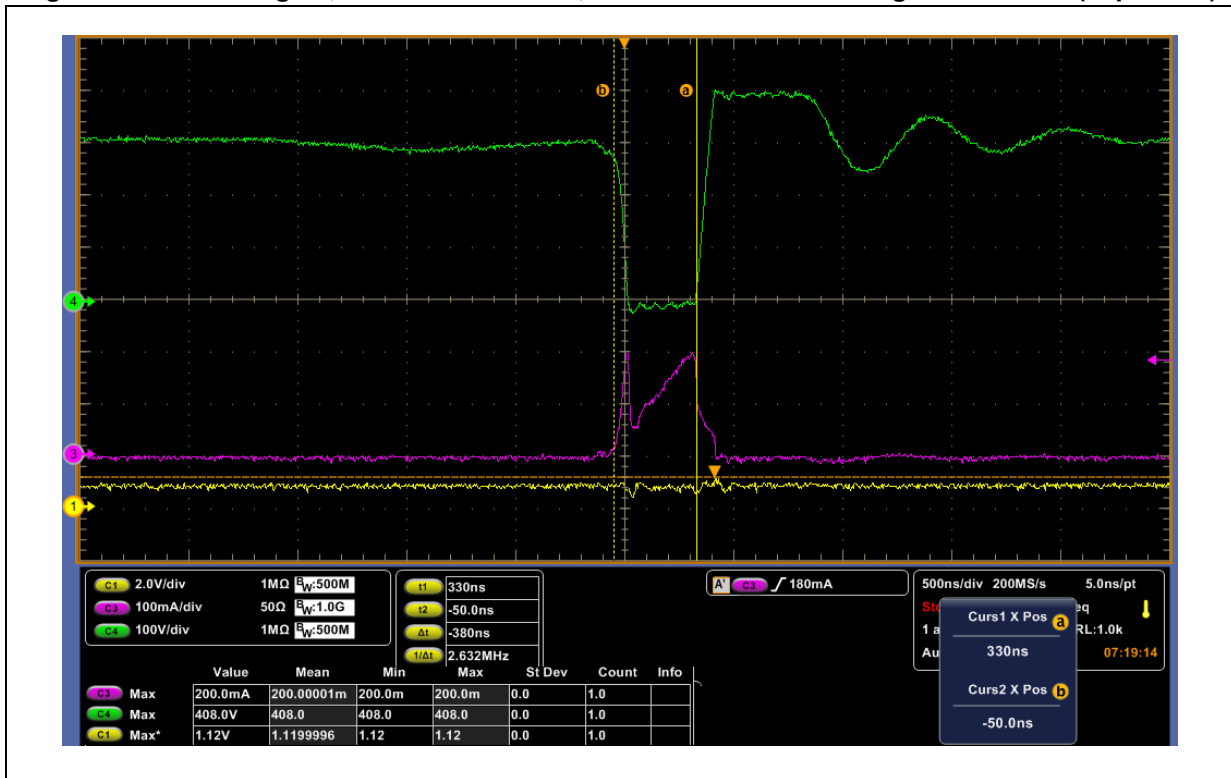 b
a
4
3
1
C1 2.0V/div 1MΩ BW:500M
C3 100mA/div 50Ω BW:1.0G
C4 100V/div 1MΩ BW:500M
t1 330ns
t2 -50.0ns
Δt -380ns
1/Δt 2.632MHz
A' C3 180mA
500ns/div 200MS/s 5.0ns/pt
1 a RL:1.0k
Au 07:19:14
Curs1 X Pos a
330ns
Curs2 X Pos b
-50.0ns
Value Mean Min Max St Dev Count Info
C3 Max 200.0mA 200.00001m 200.0m 200.0m 0.0 1.0
C4 Max 408.0V 408.0 408.0 408.0 0.0 1.0
C1 Max* 1.12V 1.1199996 1.12 1.12 0.0 1.0